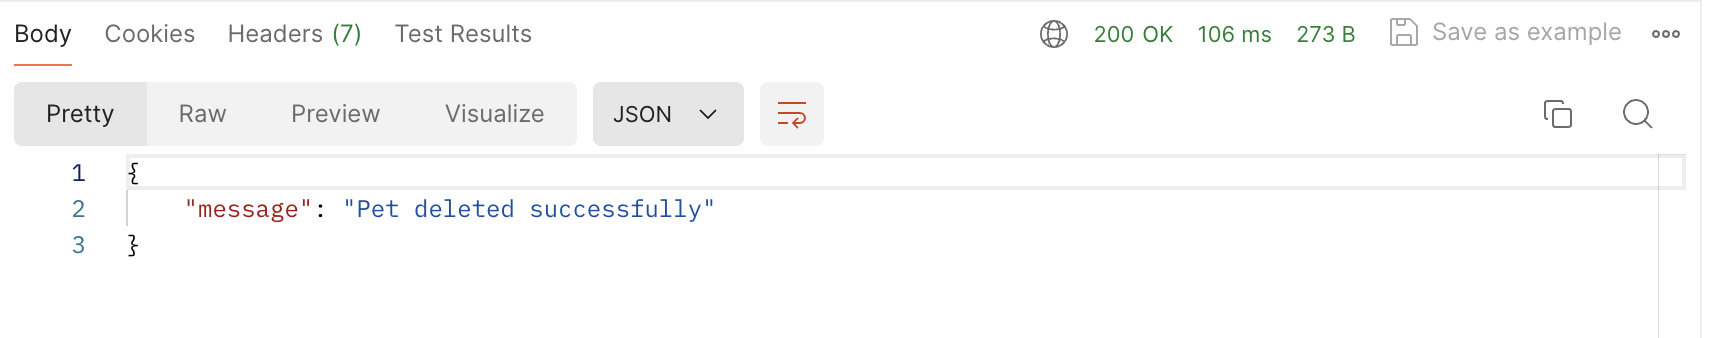 Body Cookies Headers (7) Test Results 200 OK 106 ms 273 B Save as example
Pretty Raw Preview Visualize JSON
1 {
2 "message": "Pet deleted successfully"
3 }